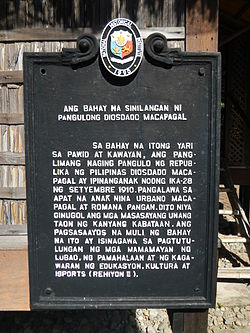 HISTORICAL
1933
ANG BAHAY NA SINILANGAN NI
PANGULONG DIOSDADO MACAPAGAL
SA BAHAY NA ITONG YARI
SA PAWID AT KAWAYAN, ANG PANG-
LIMANG NAGING PANGULO NG REPUB-
LIKA NG PILIPINAS DIOSDADO MACA-
PAGAL AY IPINANGANAK NOONG IKA-28
NG SETYEMBRE 1910. PANGALAWA SA
APAT NA ANAK NINA URBANO MACA-
PAGAL AT ROMANA PANGAN. DITO NIYA
GINUGOL ANG MGA MASASAYANG UNANG
TAON NG KANYANG KABATAAN. ANG
PAGSASAAYOS NA MULI NG BAHAY
NA ITO AY ISINAGAWA SA PAGTUTU-
LUNGAN NG MGA MAMAMAYAN NG
LUBAO, NG PAMAHALAAN AT NG KAGA-
WARAN NG EDUKASYON, KULTURA AT
ISPORTS (REHIYON III).